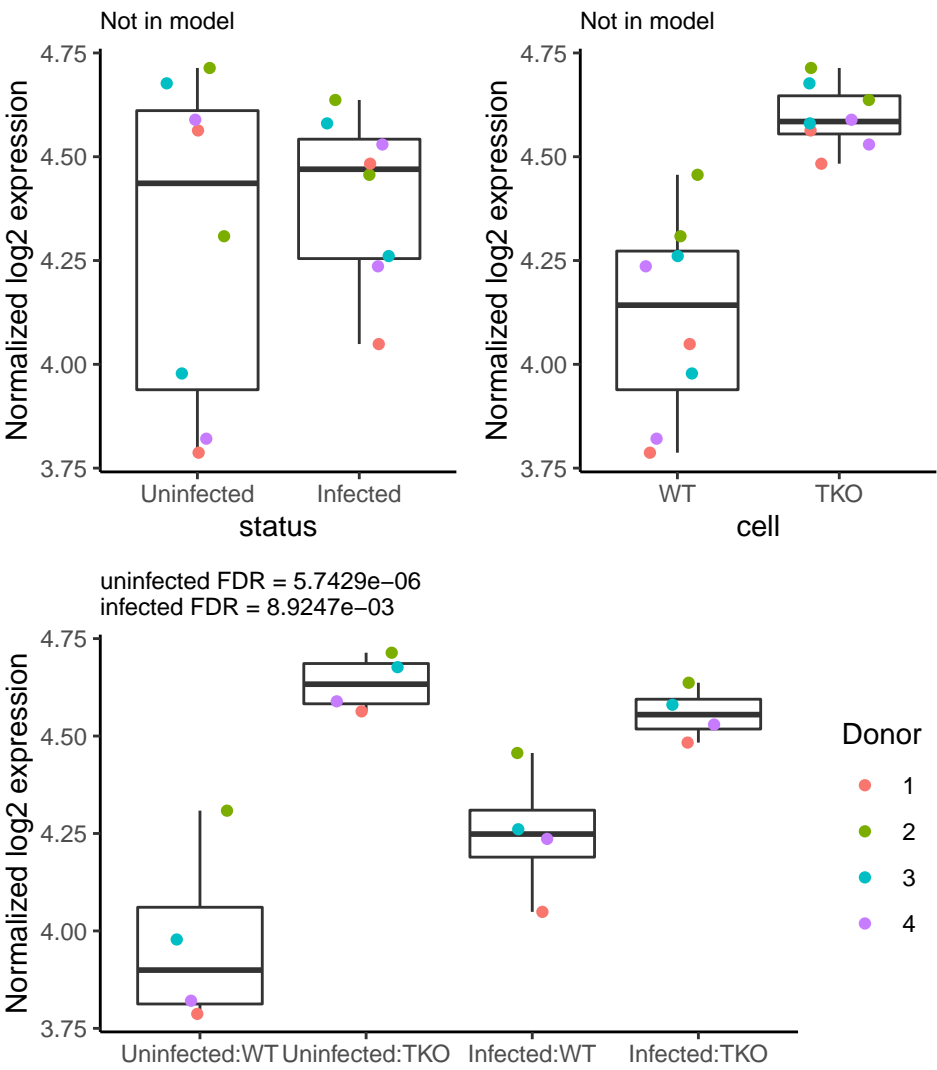 Not in model
Normalized log2 expression
4.75
4.50
4.25
4.00
3.75
Uninfected
Infected
status
Not in model
Normalized log2 expression
4.75
4.50
4.25
4.00
3.75
WT
TKO
cell
uninfected FDR = 5.7429e−06
infected FDR = 8.9247e−03
Normalized log2 expression
4.75
4.50
4.25
4.00
3.75
Uninfected:WT
Uninfected:TKO
Infected:WT
Infected:TKO
Donor
1
2
3
4